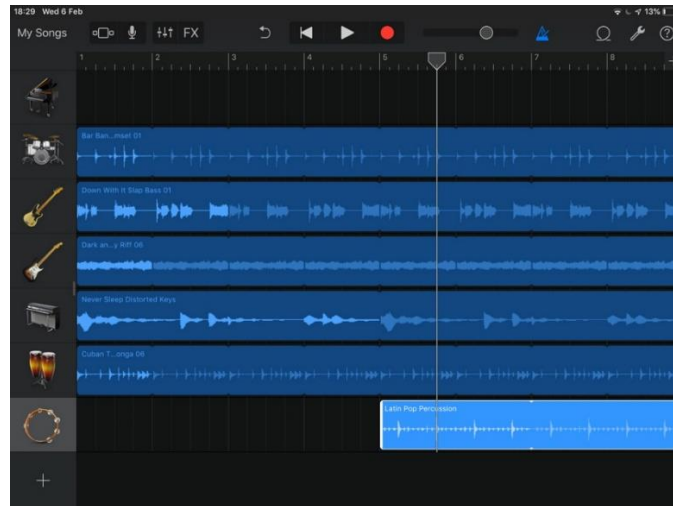 18:29 Wed 6 Feb 13%
My Songs FX
1 2 3 4 5 6 7 8
Bar Ban...msel 01
Down With It Slap Bass 01
Dark an...y Riff 06
Never Sleep Distorted Keys
Cuban T...onga 08
Latin Pop Percussion